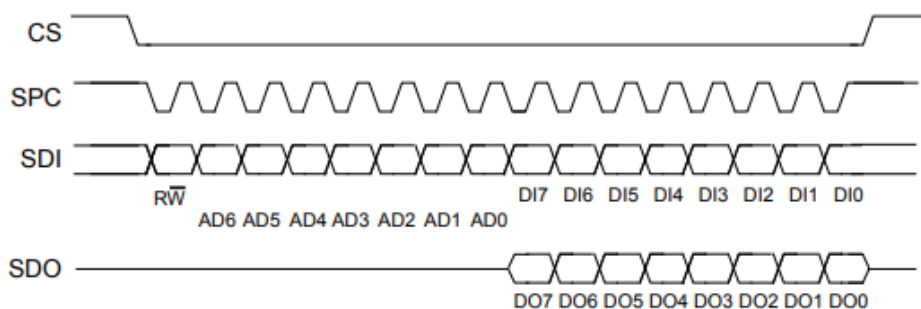 CS
SPC
SDI
RW̅
DI7 DI6 DI5 DI4 DI3 DI2 DI1 DI0
AD6 AD5 AD4 AD3 AD2 AD1 AD0
SDO
DO7 DO6 DO5 DO4 DO3 DO2 DO1 DO0